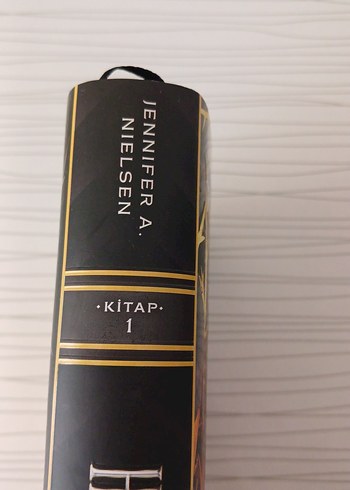 JENNIFER A.
NIELSEN
·KİTAP·
1